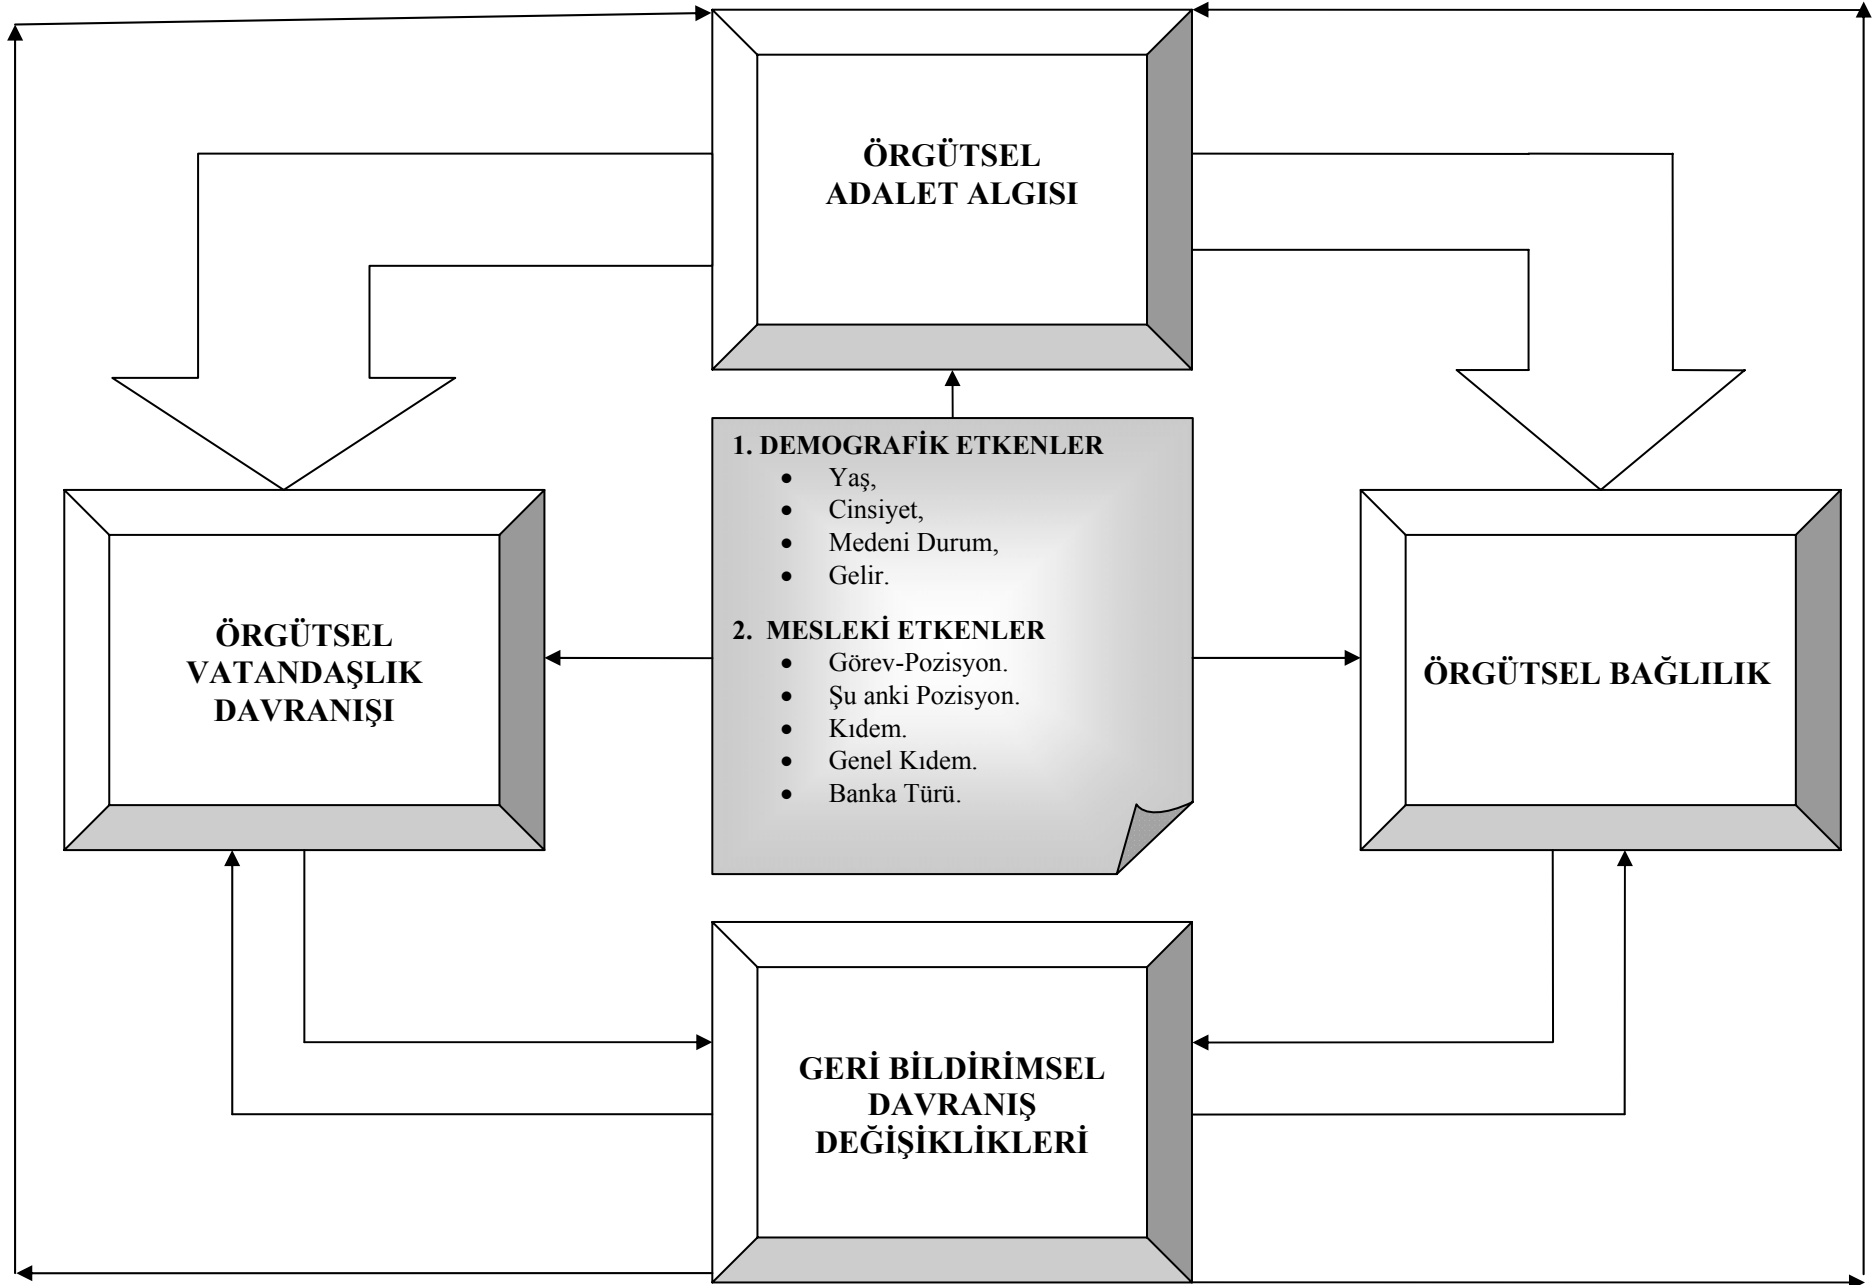 ÖRGÜTSEL
ADALET ALGISI
1. DEMOGRAFİK ETKENLER
• Yaş,
• Cinsiyet,
• Medeni Durum,
• Gelir.
2. MESLEKİ ETKENLER
• Görev-Pozisyon.
• Şu anki Pozisyon.
• Kıdem.
• Genel Kıdem.
• Banka Türü.
ÖRGÜTSEL
VATANDAŞLIK
DAVRANIŞI
ÖRGÜTSEL BAĞLILIK
GERİ BİLDİRİMSEL
DAVRANIŞ
DEĞİŞİKLİKLERİ